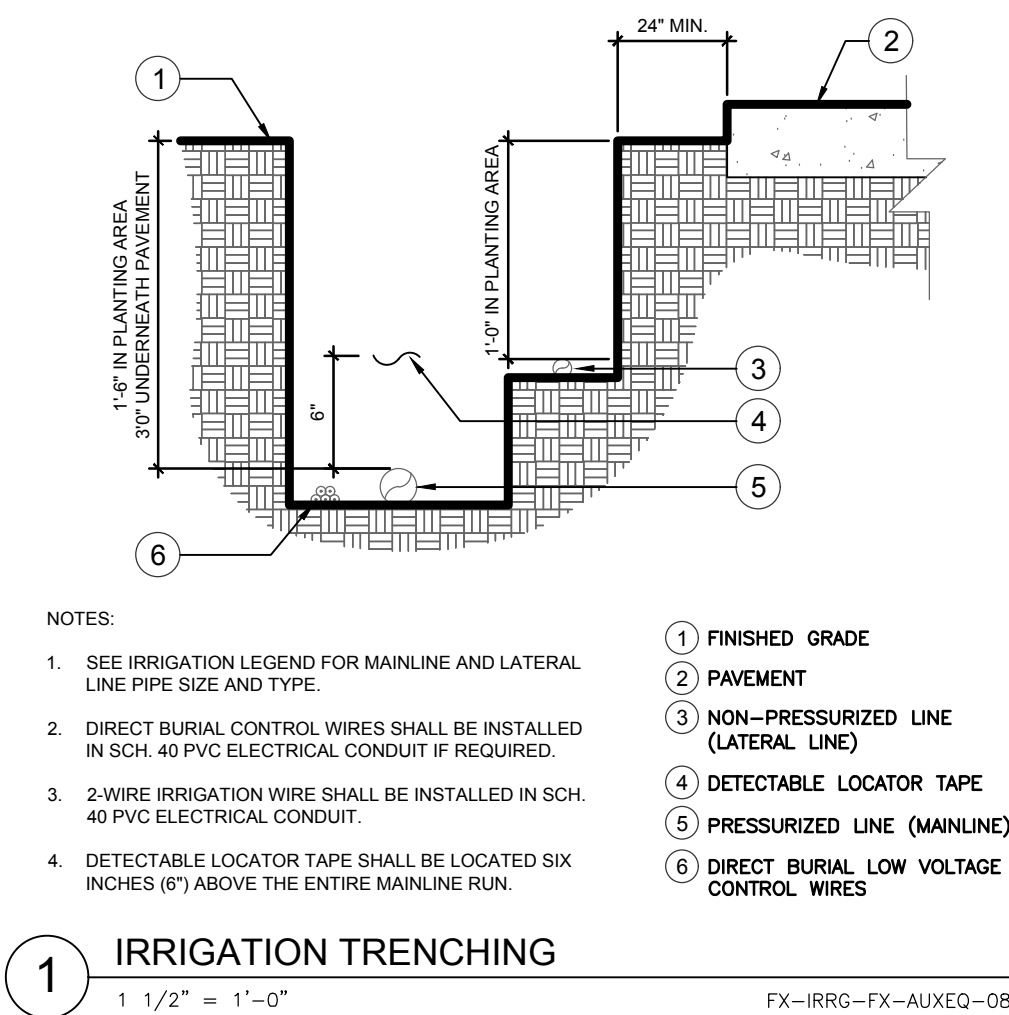 24" MIN.
2
1
1'-6" IN PLANTING AREA
3'0" UNDERNEATH PAVEMENT
1'-0" IN PLANTING AREA
6"
3
4
5
6
NOTES:
1. SEE IRRIGATION LEGEND FOR MAINLINE AND LATERAL
LINE PIPE SIZE AND TYPE.
2. DIRECT BURIAL CONTROL WIRES SHALL BE INSTALLED
IN SCH. 40 PVC ELECTRICAL CONDUIT IF REQUIRED.
3. 2-WIRE IRRIGATION WIRE SHALL BE INSTALLED IN SCH.
40 PVC ELECTRICAL CONDUIT.
4. DETECTABLE LOCATOR TAPE SHALL BE LOCATED SIX
INCHES (6") ABOVE THE ENTIRE MAINLINE RUN.
1 FINISHED GRADE
2 PAVEMENT
3 NON-PRESSURIZED LINE
(LATERAL LINE)
4 DETECTABLE LOCATOR TAPE
5 PRESSURIZED LINE (MAINLINE)
6 DIRECT BURIAL LOW VOLTAGE
CONTROL WIRES
1 IRRIGATION TRENCHING
1 1/2" = 1'-0"
FX-IRRG-FX-AUXEQ-08